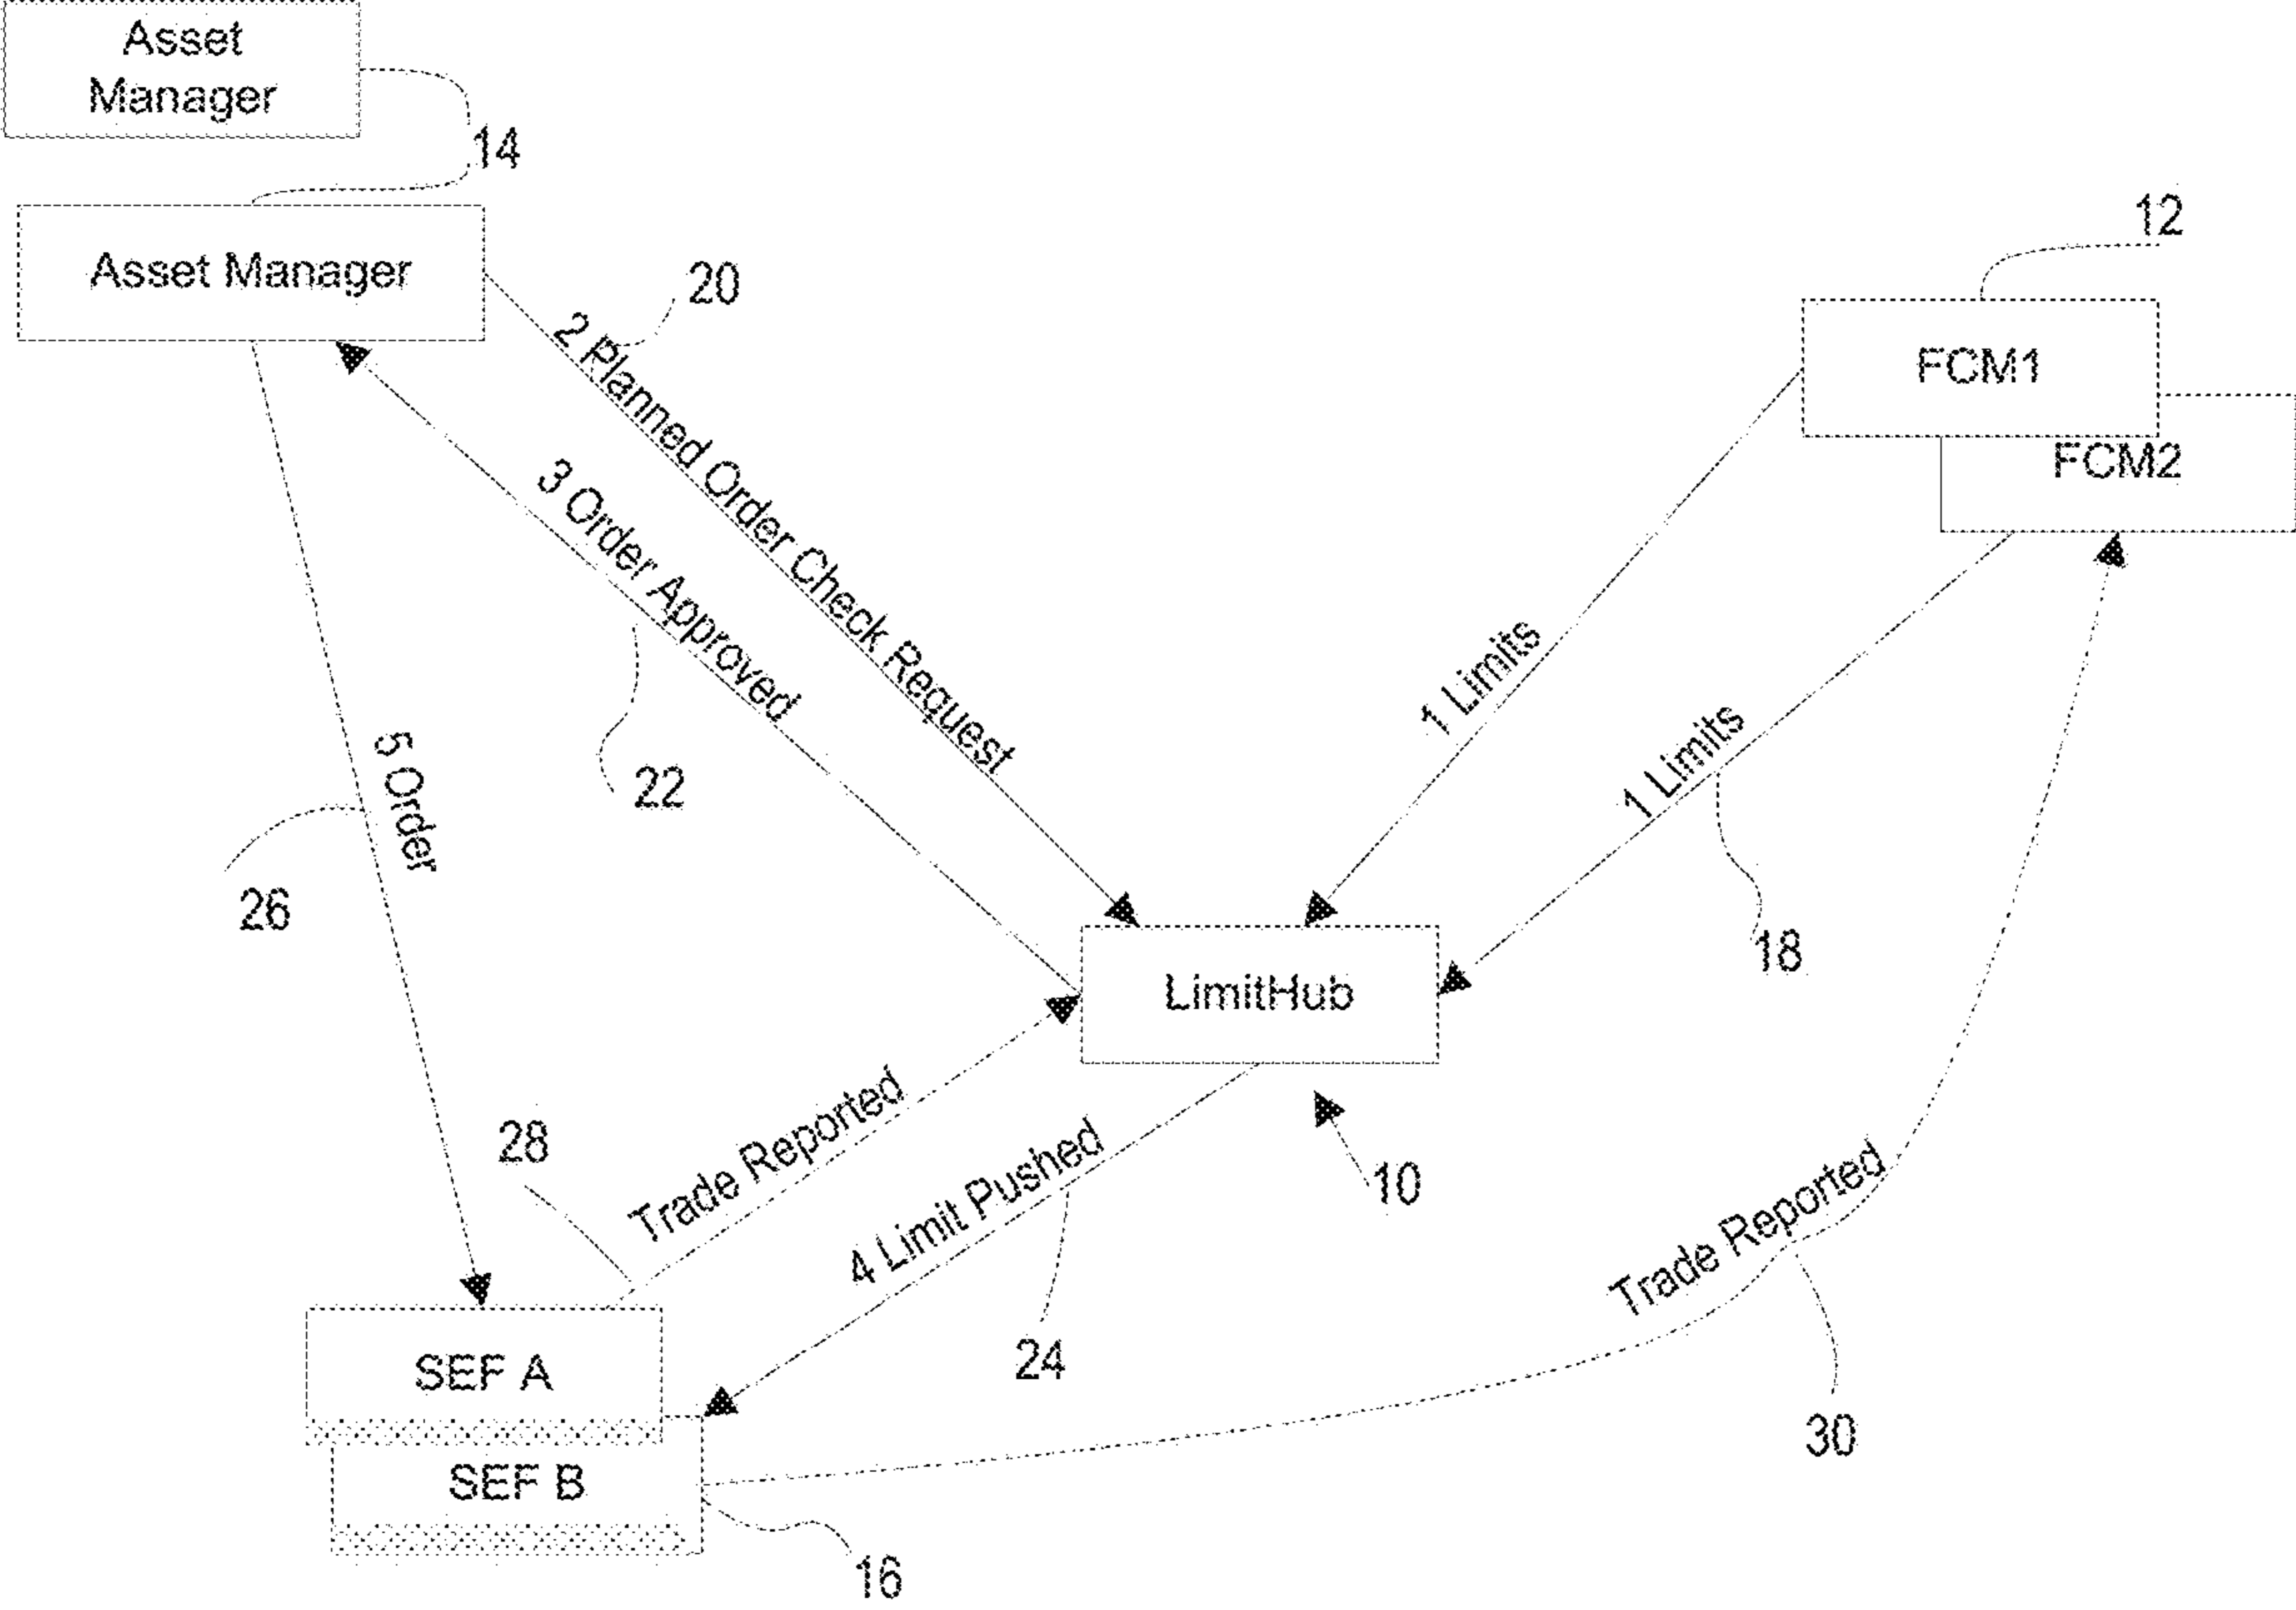 Asset
Manager
14
Asset Manager
12
20
FCM1
FCM2
2 Planned Order Check Request
3 Order Approved
1 Limits
1 Limits
5 Order
22
26
18
LimitHub
28
Trade Reported
4 Limit Pushed
10
Trade Reported
24
SEF A
30
SEF B
16